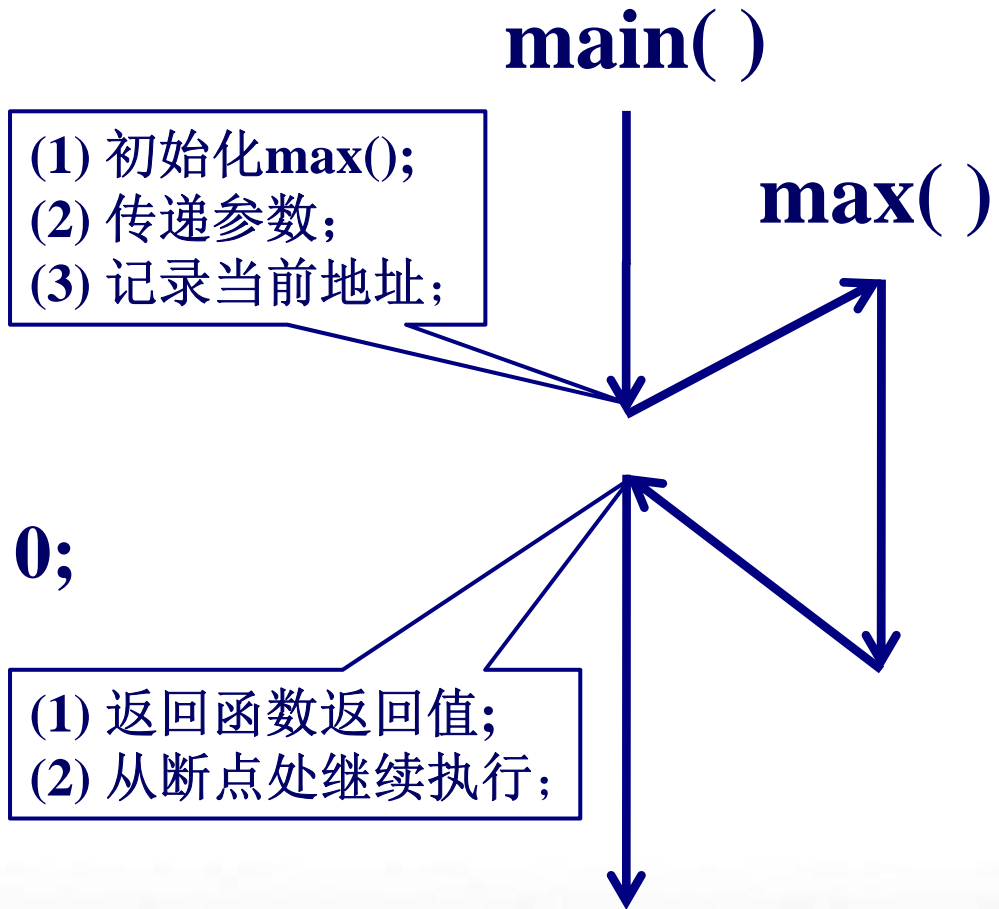 main( )
(1) 初始化max();
(2) 传递参数；
(3) 记录当前地址；
max( )
0;
(1) 返回函数返回值;
(2) 从断点处继续执行；